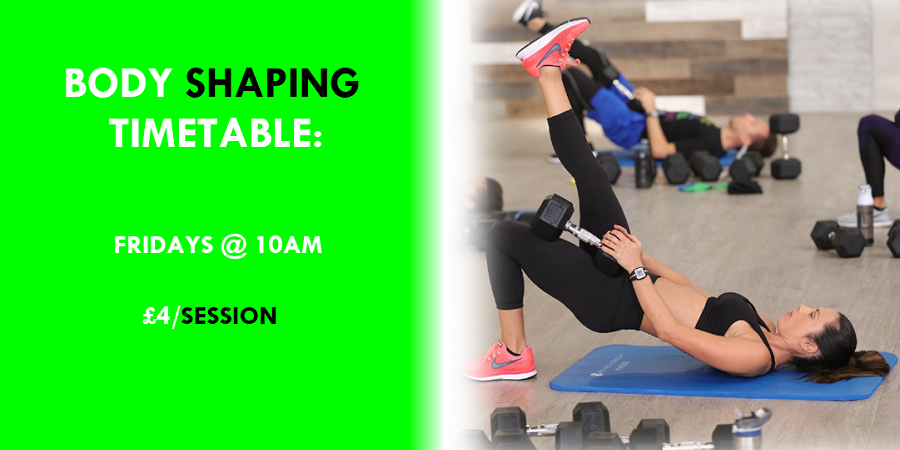 BODY SHAPING
TIMETABLE:
FRIDAYS @ 10AM
£4/SESSION